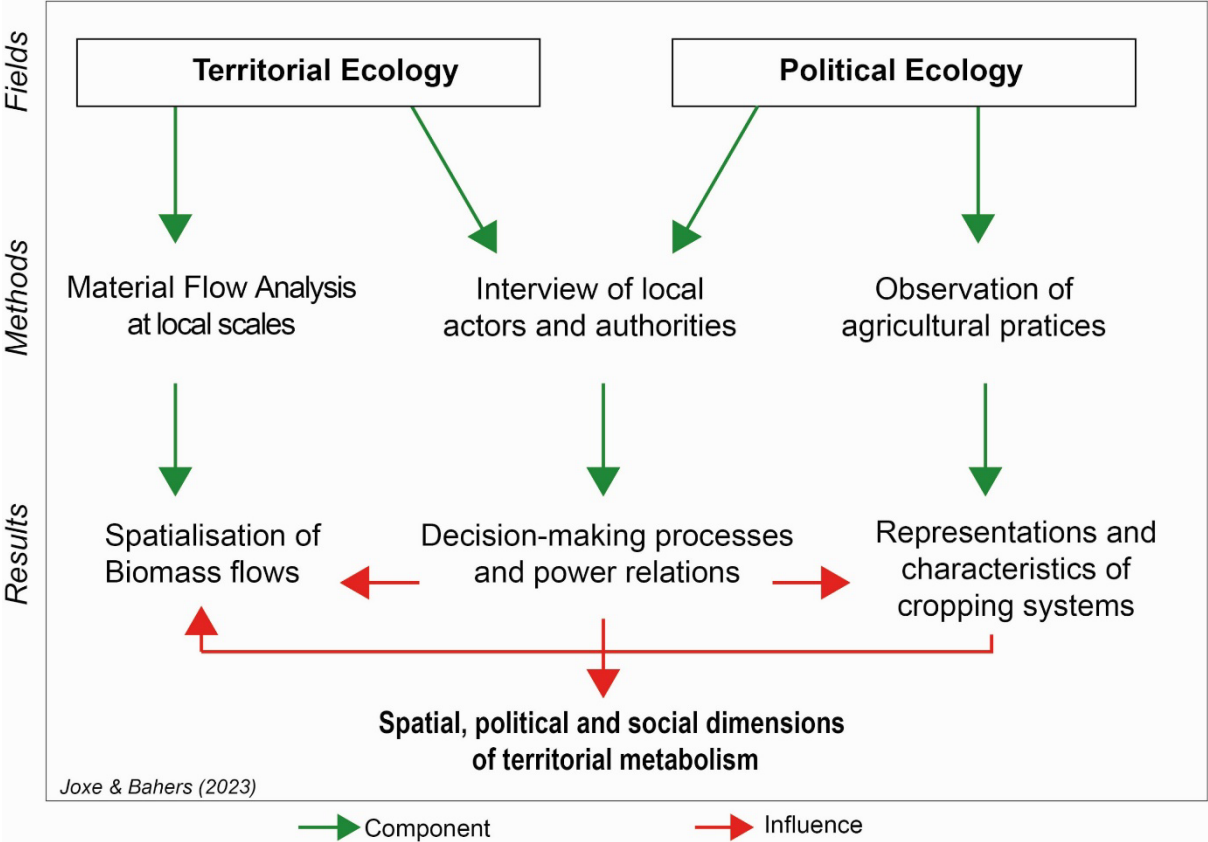 Fields
Territorial Ecology
Political Ecology
Methods
Material Flow Analysis
at local scales
Interview of local
actors and authorities
Observation of
agricultural pratices
Results
Spatialisation of
Biomass flows
Decision-making processes
and power relations
Representations and
characteristics of
cropping systems
Spatial, political and social dimensions
of territorial metabolism
Joxe & Bahers (2023)
Component
Influence